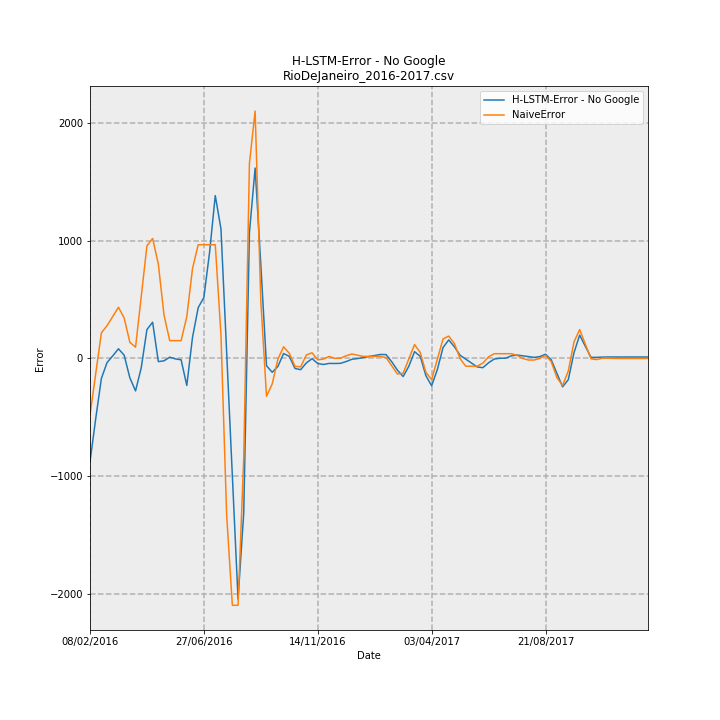 H-LSTM-Error - No Google
RioDeJaneiro_2016-2017.csv
H-LSTM-Error - No Google
NaiveError
Error
2000
1000
0
−1000
−2000
08/02/2016
27/06/2016
14/11/2016
03/04/2017
21/08/2017
Date